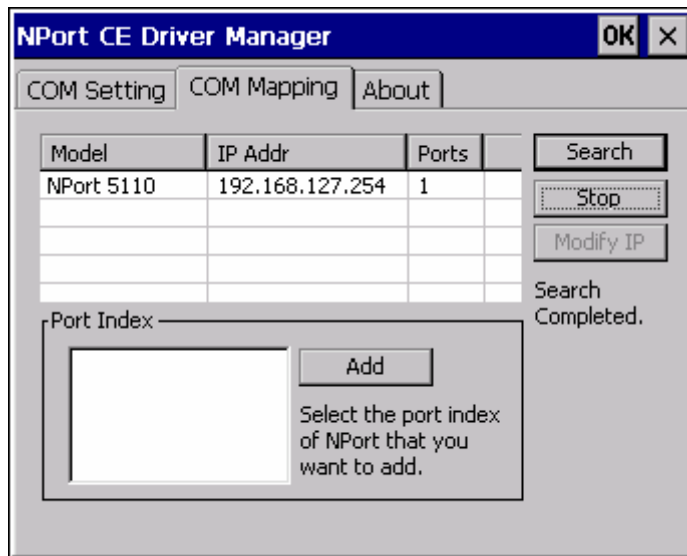 NPort CE Driver Manager OK ×
COM Setting COM Mapping About
Model IP Addr Ports
NPort 5110 192.168.127.254 1
Search
Stop
Modify IP
Search
Completed.
Port Index
Add
Select the port index
of NPort that you
want to add.